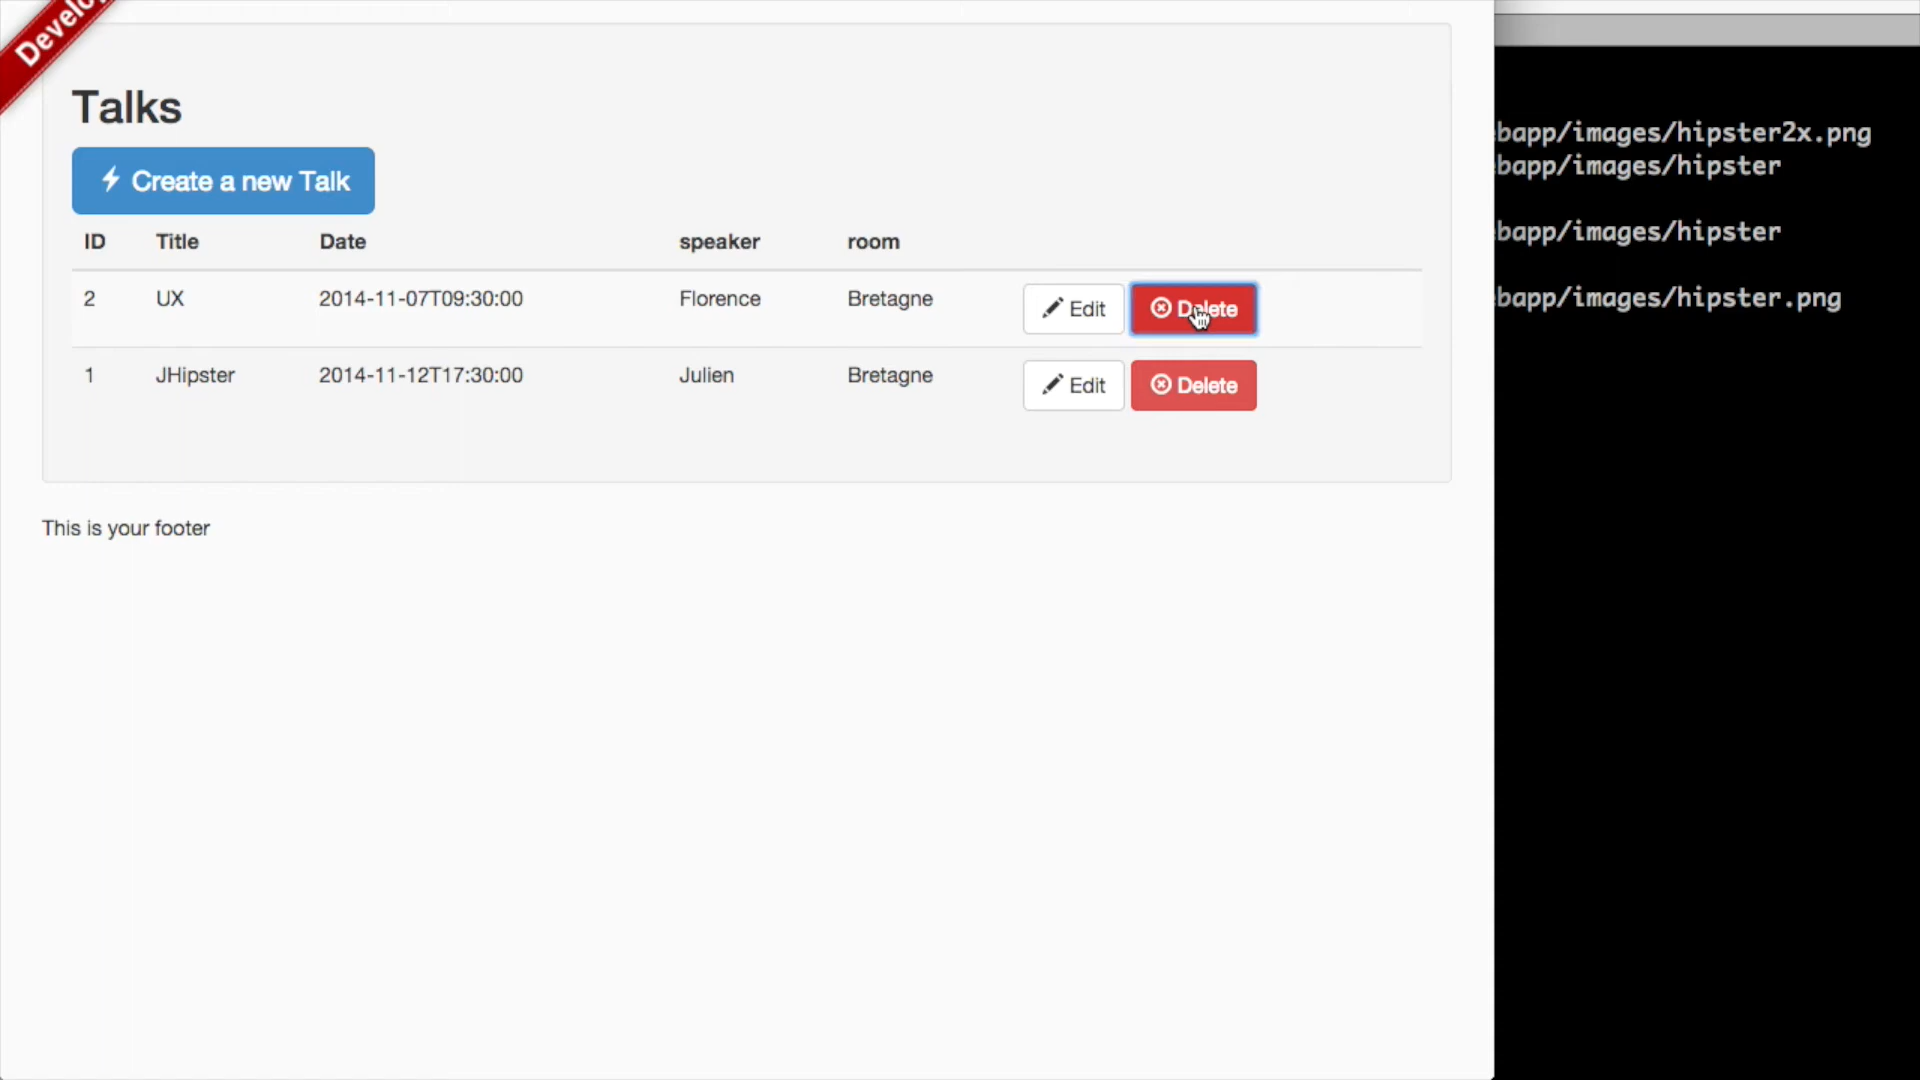 Talks
Create a new Talk
ID Title Date speaker room
2 UX 2014-11-07T09:30:00 Florence Bretagne Edit Delete
1 JHipster 2014-11-12T17:30:00 Julien Bretagne Edit Delete
This is your footer
bapp/images/hipster2x.png
bapp/images/hipster
bapp/images/hipster
bapp/images/hipster.png